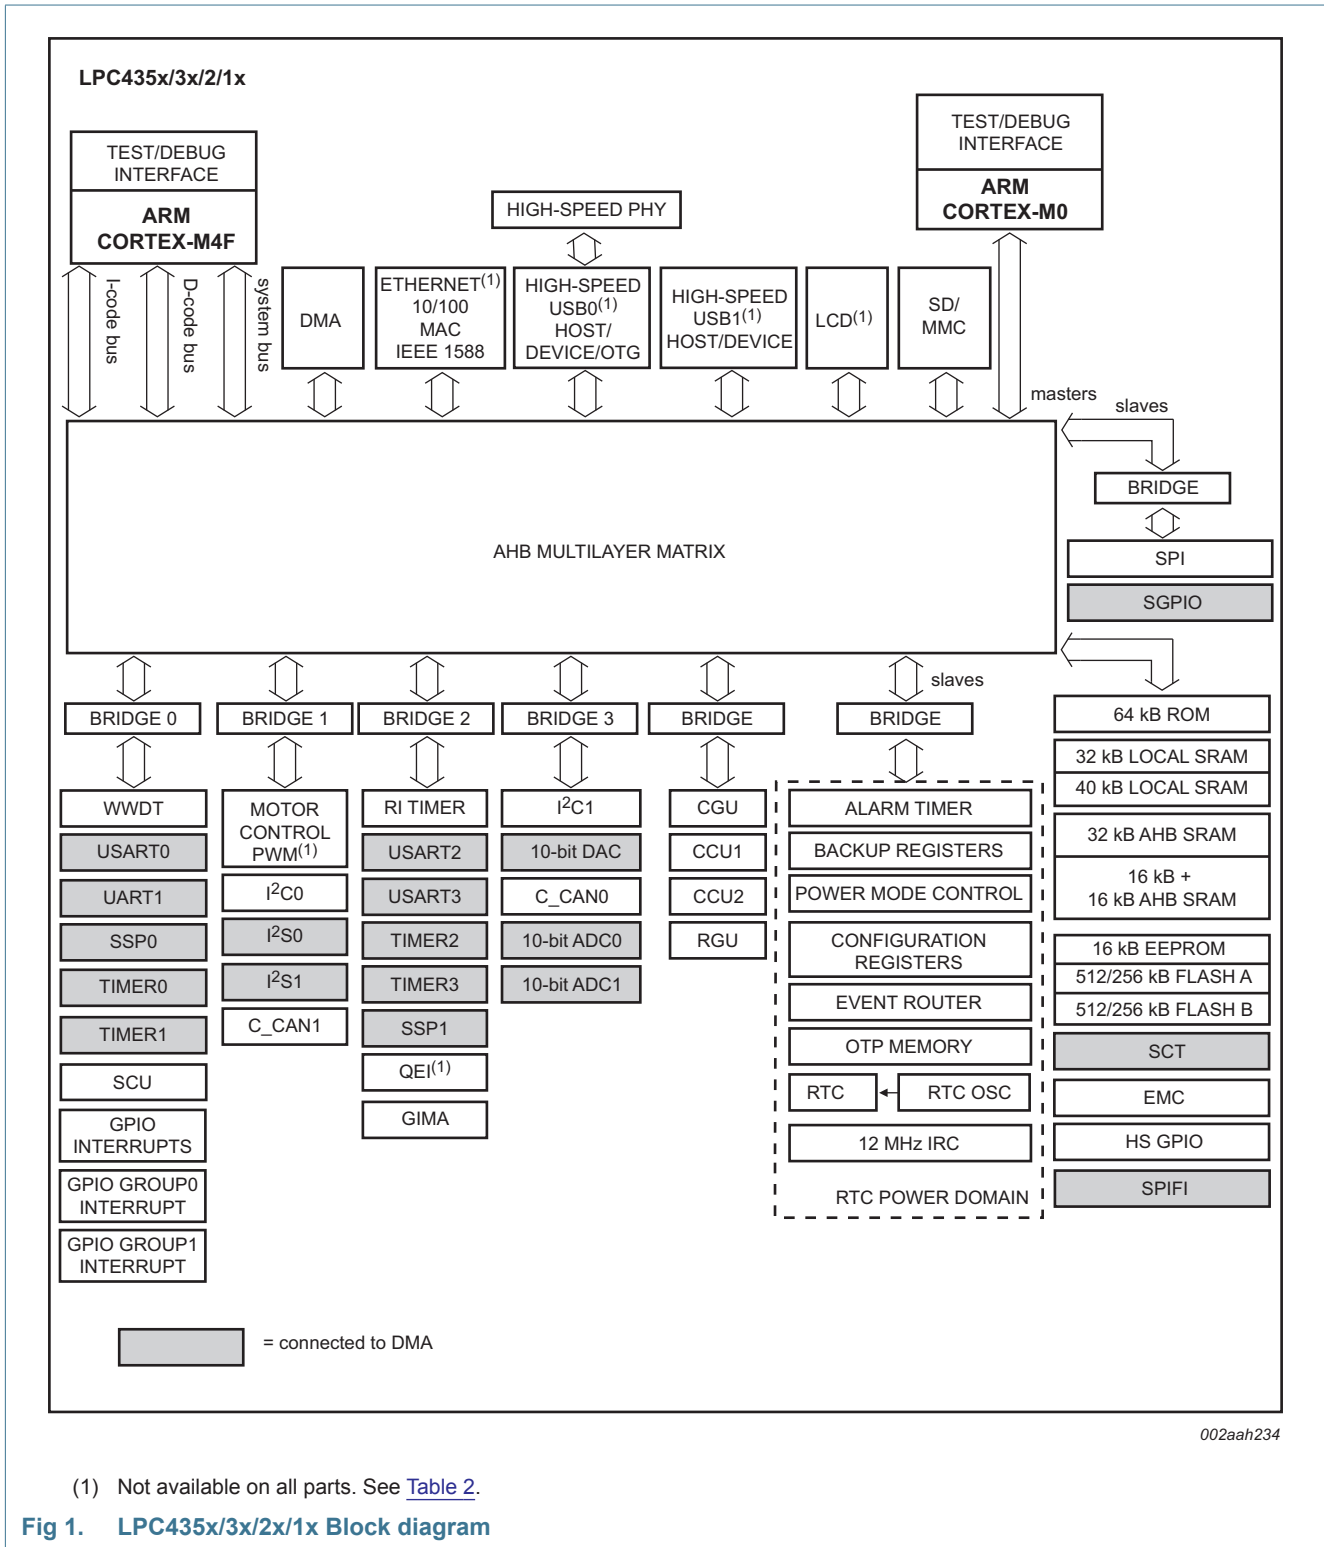 LPC435x/3x/2/1x
TEST/DEBUG
INTERFACE
ARM
CORTEX-M4F
TEST/DEBUG
INTERFACE
ARM
CORTEX-M0
HIGH-SPEED PHY
I-code bus
D-code bus
system bus
DMA
ETHERNET(1)
10/100
MAC
IEEE 1588
HIGH-SPEED
USB0(1)
HOST/
DEVICE/OTG
HIGH-SPEED
USB1(1)
HOST/DEVICE
LCD(1)
SD/
MMC
masters
slaves
BRIDGE
SPI
SGPIO
AHB MULTILAYER MATRIX
slaves
BRIDGE 0
BRIDGE 1
BRIDGE 2
BRIDGE 3
BRIDGE
BRIDGE
WWDT
USART0
UART1
SSP0
TIMER0
TIMER1
SCU
GPIO
INTERRUPTS
GPIO GROUP0
INTERRUPT
GPIO GROUP1
INTERRUPT
MOTOR
CONTROL
PWM(1)
I2C0
I2S0
I2S1
C_CAN1
RI TIMER
USART2
USART3
TIMER2
TIMER3
SSP1
QEI(1)
GIMA
I2C1
10-bit DAC
C_CAN0
10-bit ADC0
10-bit ADC1
CGU
CCU1
CCU2
RGU
ALARM TIMER
BACKUP REGISTERS
POWER MODE CONTROL
CONFIGURATION
REGISTERS
EVENT ROUTER
OTP MEMORY
RTC
RTC OSC
12 MHz IRC
RTC POWER DOMAIN
64 kB ROM
32 kB LOCAL SRAM
40 kB LOCAL SRAM
32 kB AHB SRAM
16 kB +
16 kB AHB SRAM
16 kB EEPROM
512/256 kB FLASH A
512/256 kB FLASH B
SCT
EMC
HS GPIO
SPIFI
= connected to DMA
002aah234
(1) Not available on all parts. See Table 2.
Fig 1. LPC435x/3x/2x/1x Block diagram